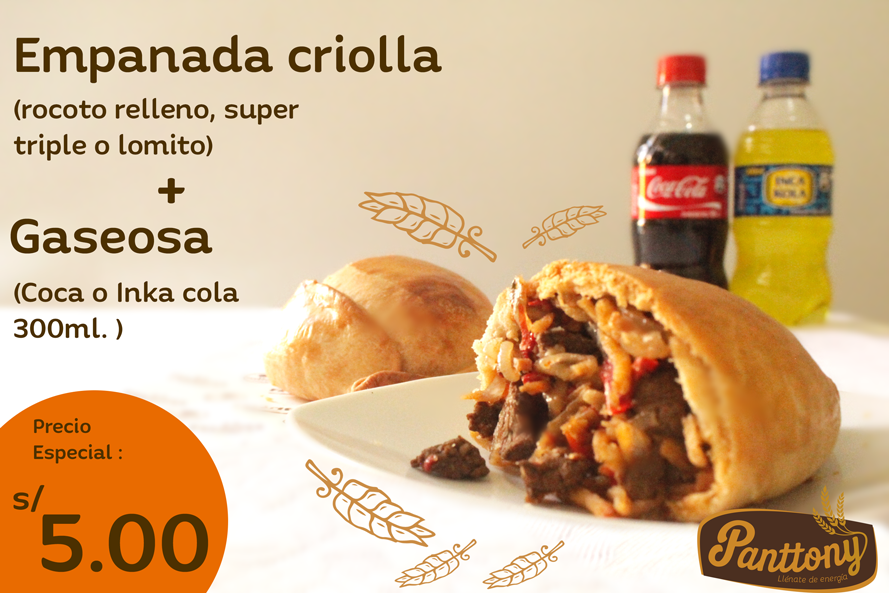 Empanada criolla
(rocoto relleno, super
triple o lomito)
+
Gaseosa
(Coca o Inka cola
300ml. )
Precio
Especial :
s/
5.00
Coca-Cola
INCA
KOLA
Panttony
Llénate de energía